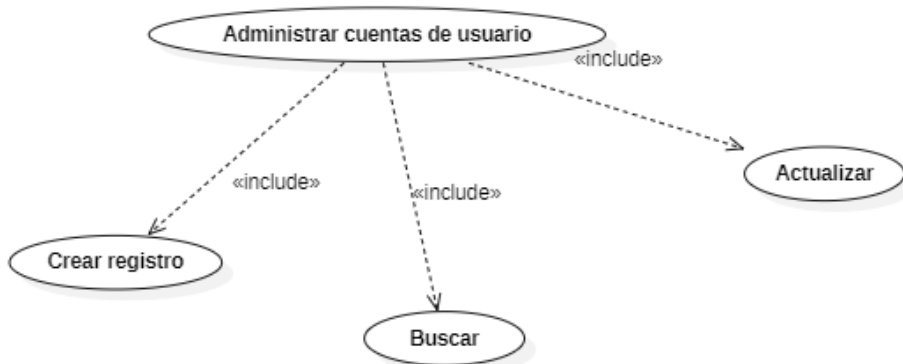 Administrar cuentas de usuario
«include»
Actualizar
«include»
«include»
Crear registro
Buscar